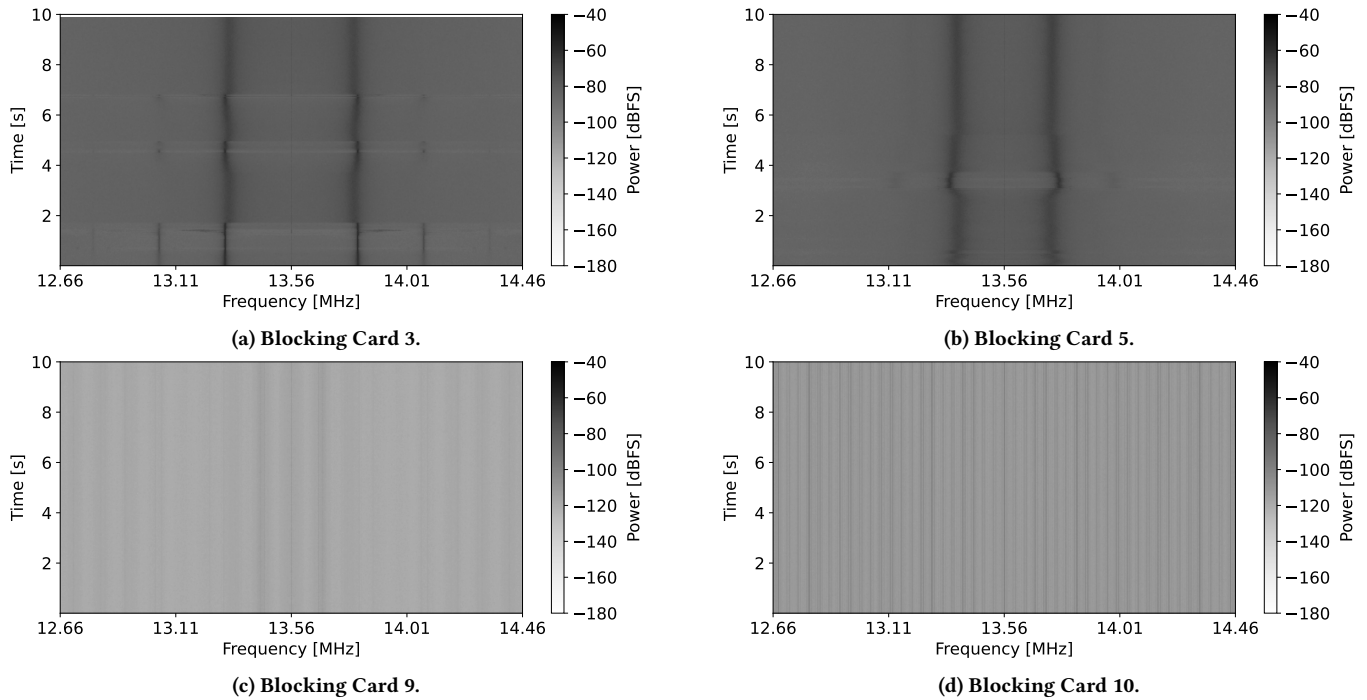 10
8
6
4
2
Time [s]
12.66 13.11 13.56 14.01 14.46
Frequency [MHz]
−40
−60
−80
−100
−120
−140
−160
−180
Power [dBFS]
(a) Blocking Card 3.
10
8
6
4
2
Time [s]
12.66 13.11 13.56 14.01 14.46
Frequency [MHz]
−40
−60
−80
−100
−120
−140
−160
−180
Power [dBFS]
(b) Blocking Card 5.
10
8
6
4
2
Time [s]
12.66 13.11 13.56 14.01 14.46
Frequency [MHz]
−40
−60
−80
−100
−120
−140
−160
−180
Power [dBFS]
(c) Blocking Card 9.
10
8
6
4
2
Time [s]
12.66 13.11 13.56 14.01 14.46
Frequency [MHz]
−40
−60
−80
−100
−120
−140
−160
−180
Power [dBFS]
(d) Blocking Card 10.